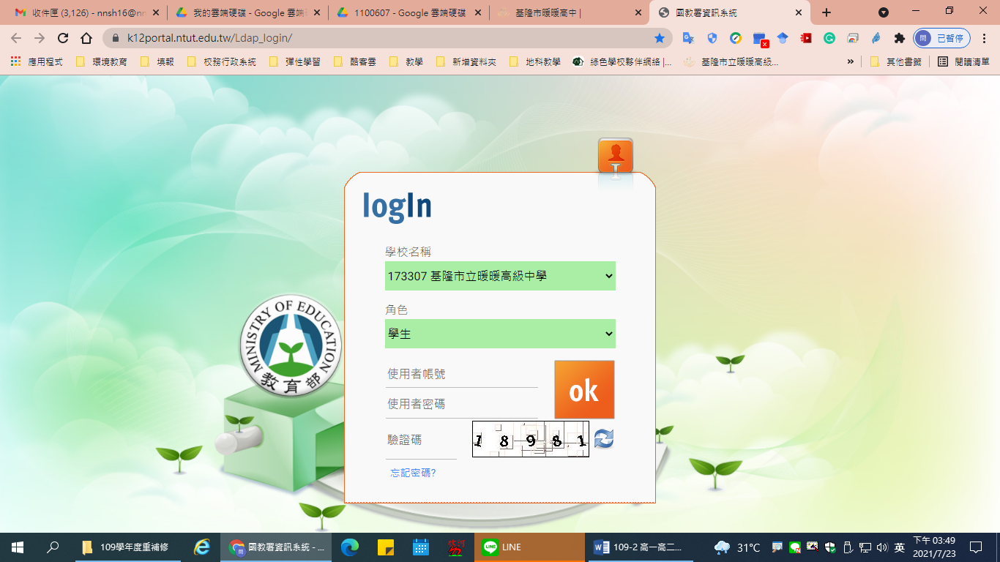 收件匣 (3,126) - nnsh16@nn
我的雲端硬碟 - Google 雲端
1100607 - Google 雲端硬碟
基隆市暖暖高中 |
國教署資訊系統
k12portal.ntut.edu.tw/Ldap_login/
問 已暫停
應用程式
環境教育
填報
校務行政系統
彈性學習
酷客雲
教學
新增資料夾
地科教學
綠色學校夥伴網絡 |...
基隆市立暖暖高級...
»
其他書籤
閱讀清單
logIn
學校名稱
173307 基隆市立暖暖高級中學
角色
學生
使用者帳號
使用者密碼
ok
驗證碼
1 8 9 8 1
忘記密碼?
MINISTRY OF EDUCATION
教育部
109學年度重補修
國教署資訊系統 - ...
LINE
LINE
109-2 高一高二...
31°C
英
下午 03:49
2021/7/23